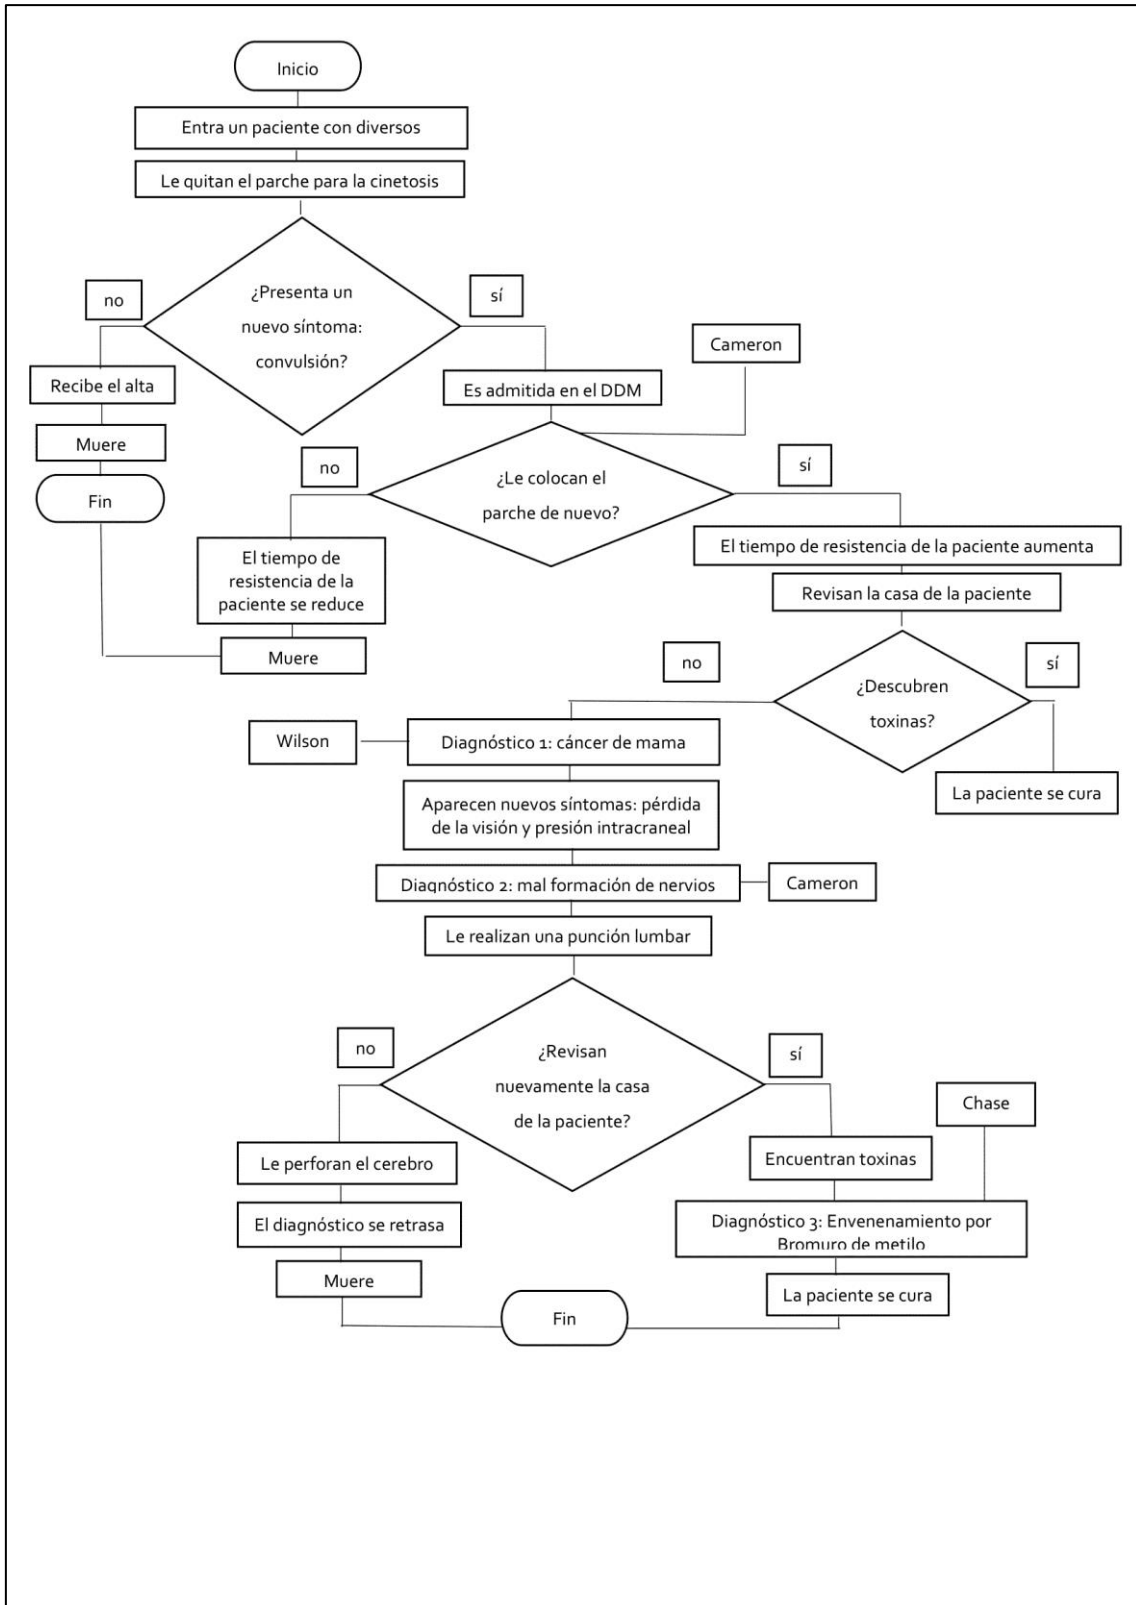 Inicio
Entra un paciente con diversos
Le quitan el parche para la cinetosis
¿Presenta un
nuevo síntoma:
convulsión?
no
sí
Recibe el alta
Muere
Fin
Es admitida en el DDM
Cameron
¿Le colocan el
parche de nuevo?
no
sí
El tiempo de
resistencia de la
paciente se reduce
Muere
El tiempo de resistencia de la paciente aumenta
Revisan la casa de la paciente
¿Descubren
toxinas?
no
sí
La paciente se cura
Wilson
Diagnóstico 1: cáncer de mama
Aparecen nuevos síntomas: pérdida
de la visión y presión intracraneal
Diagnóstico 2: mal formación de nervios
Cameron
Le realizan una punción lumbar
¿Revisan
nuevamente la casa
de la paciente?
no
sí
Le perforan el cerebro
El diagnóstico se retrasa
Muere
Encuentran toxinas
Chase
Diagnóstico 3: Envenenamiento por
Bromuro de metilo
La paciente se cura
Fin